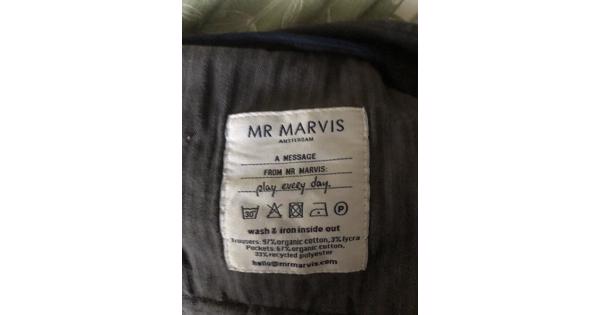 MR MARVIS
AMSTERDAM
A MESSAGE
FROM MR MARVIS:
play every day.
30
P
wash & iron inside out
Trousers: 97% organic cotton, 3% lycra
Pockets: 67% organic cotton,
33% recycled polyester
hello@mrmarvis.com